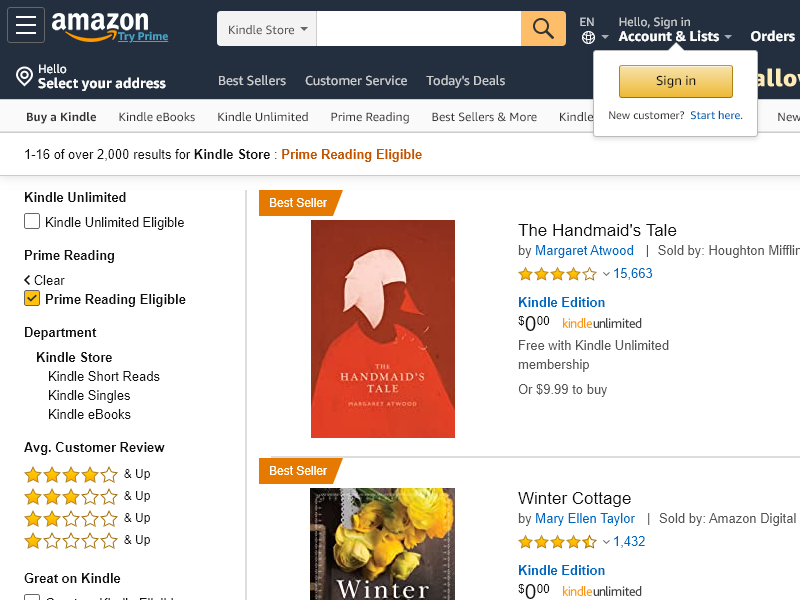 amazon
Try Prime
Kindle Store
EN
Hello, Sign in
Account & Lists
Orders
Hello
Select your address
Best Sellers
Customer Service
Today's Deals
Sign in
New customer? Start here.
Buy a Kindle
Kindle eBooks
Kindle Unlimited
Prime Reading
Best Sellers & More
Kindle
New
1-16 of over 2,000 results for Kindle Store : Prime Reading Eligible
Kindle Unlimited
Kindle Unlimited Eligible
Prime Reading
Clear
Prime Reading Eligible
Department
Kindle Store
Kindle Short Reads
Kindle Singles
Kindle eBooks
Avg. Customer Review
& Up
& Up
& Up
& Up
Great on Kindle
Best Seller
THE
HANDMAID'S
TALE
MARGARET ATWOOD
The Handmaid's Tale
by Margaret Atwood | Sold by: Houghton Mifflin
15,663
Kindle Edition
$0.00 kindleunlimited
Free with Kindle Unlimited
membership
Or $9.99 to buy
Best Seller
Winter
Winter Cottage
by Mary Ellen Taylor | Sold by: Amazon Digital
1,432
Kindle Edition
$0.00 kindleunlimited